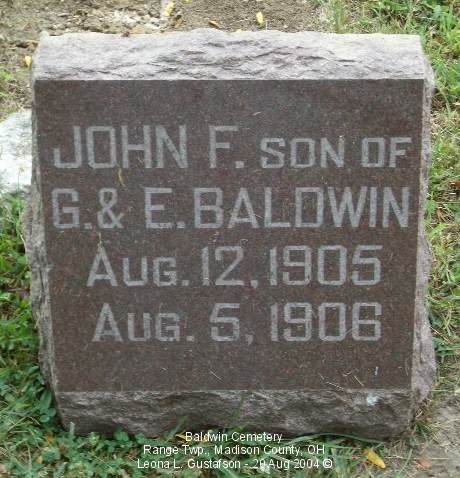 JOHN F. SON OF
G. & E. BALDWIN
AUG. 12, 1905
AUG. 5, 1906
Baldwin Cemetery
Range Twp., Madison County, OH
Leona L. Gustafson - 29 Aug 2004 ©